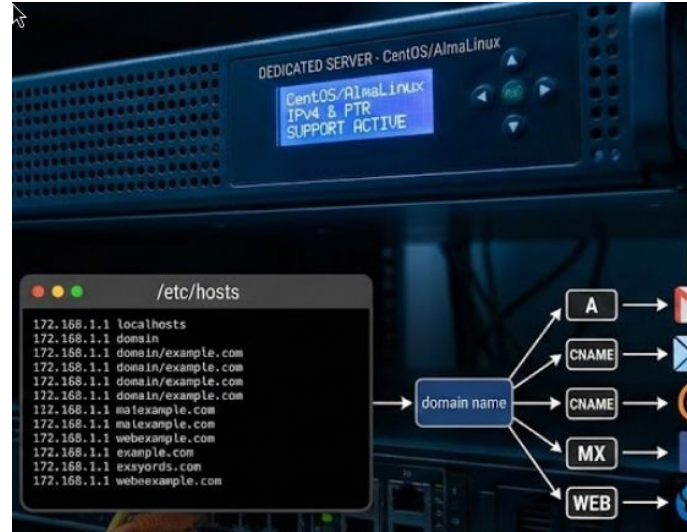 DEDICATED SERVER - CentOS/AlmaLinux
CentOS/AlmaLinux
IPv4 & PTR
SUPPORT ACTIVE
/etc/hosts
172.168.1.1 localhosts
172.168.1.1 domain
172.168.1.1 domain/example.com
172.168.1.1 domain/example.com
172.168.1.1 domain/example.com
172.168.1.1 domain/example.com
112.168.1.1 matexample.com
172.168.1.1 malexample.com
172.168.1.1 webexample.com
172.168.1.1 example.com
172.168.1.1 exsyords.com
172.168.1.1 webeexample.com
domain name
A
CNAME
CNAME
MX
WEB